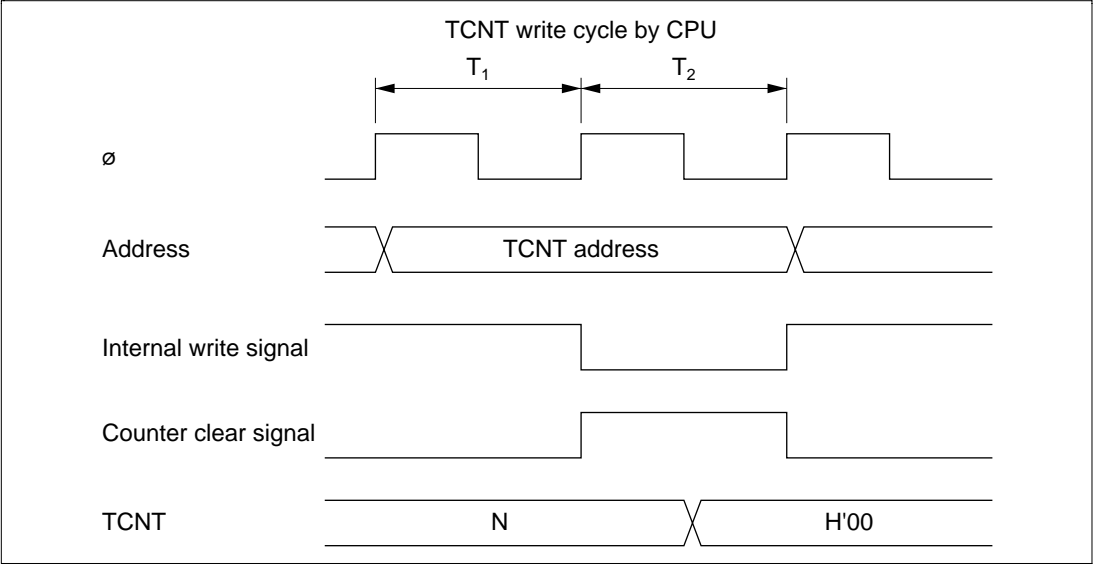 TCNT write cycle by CPU
T₁ T₂
ø
Address TCNT address
Internal write signal
Counter clear signal
TCNT N H'00